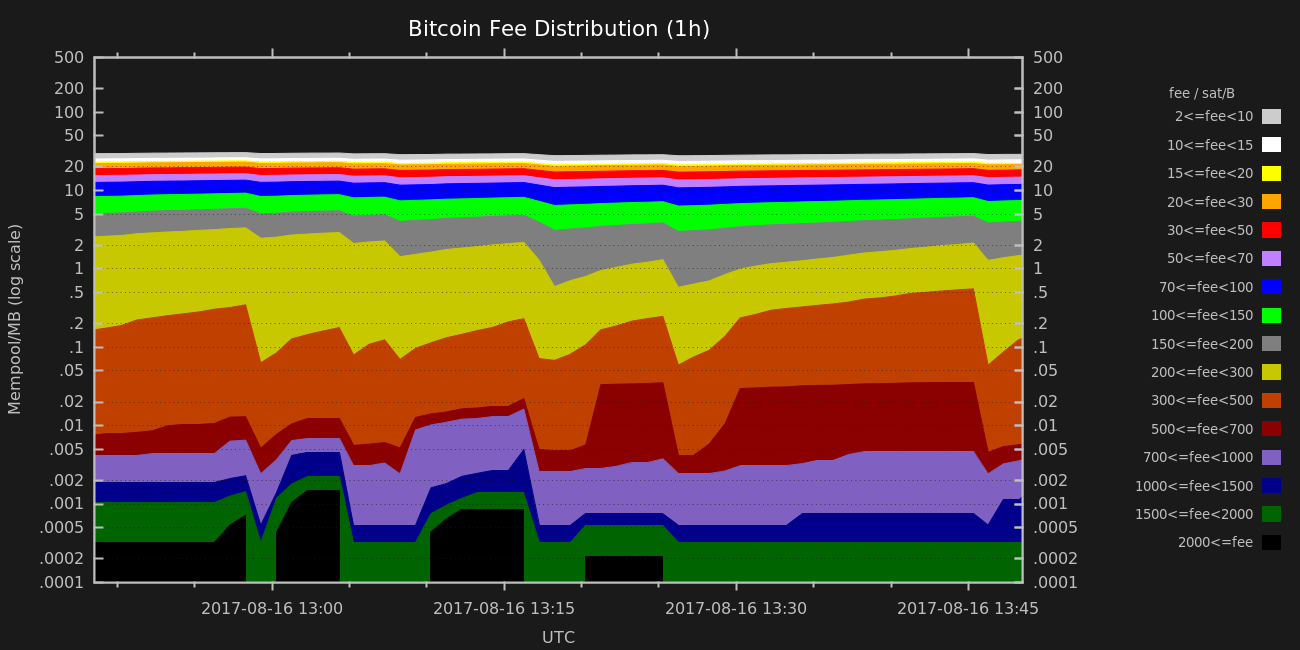 Bitcoin Fee Distribution (1h)
500 500
200 200
100 100
50 50
20 20
10 10
5 5
2 2
1 1
.5 .5
.2 .2
.1 .1
.05 .05
.02 .02
.01 .01
.005 .005
.002 .002
.001 .001
.0005 .0005
.0002 .0002
.0001 .0001
Mempool/MB (log scale)
2017-08-16 13:00 2017-08-16 13:15 2017-08-16 13:30 2017-08-16 13:45
UTC
fee / sat/B
2<=fee<10
10<=fee<15
15<=fee<20
20<=fee<30
30<=fee<50
50<=fee<70
70<=fee<100
100<=fee<150
150<=fee<200
200<=fee<300
300<=fee<500
500<=fee<700
700<=fee<1000
1000<=fee<1500
1500<=fee<2000
2000<=fee